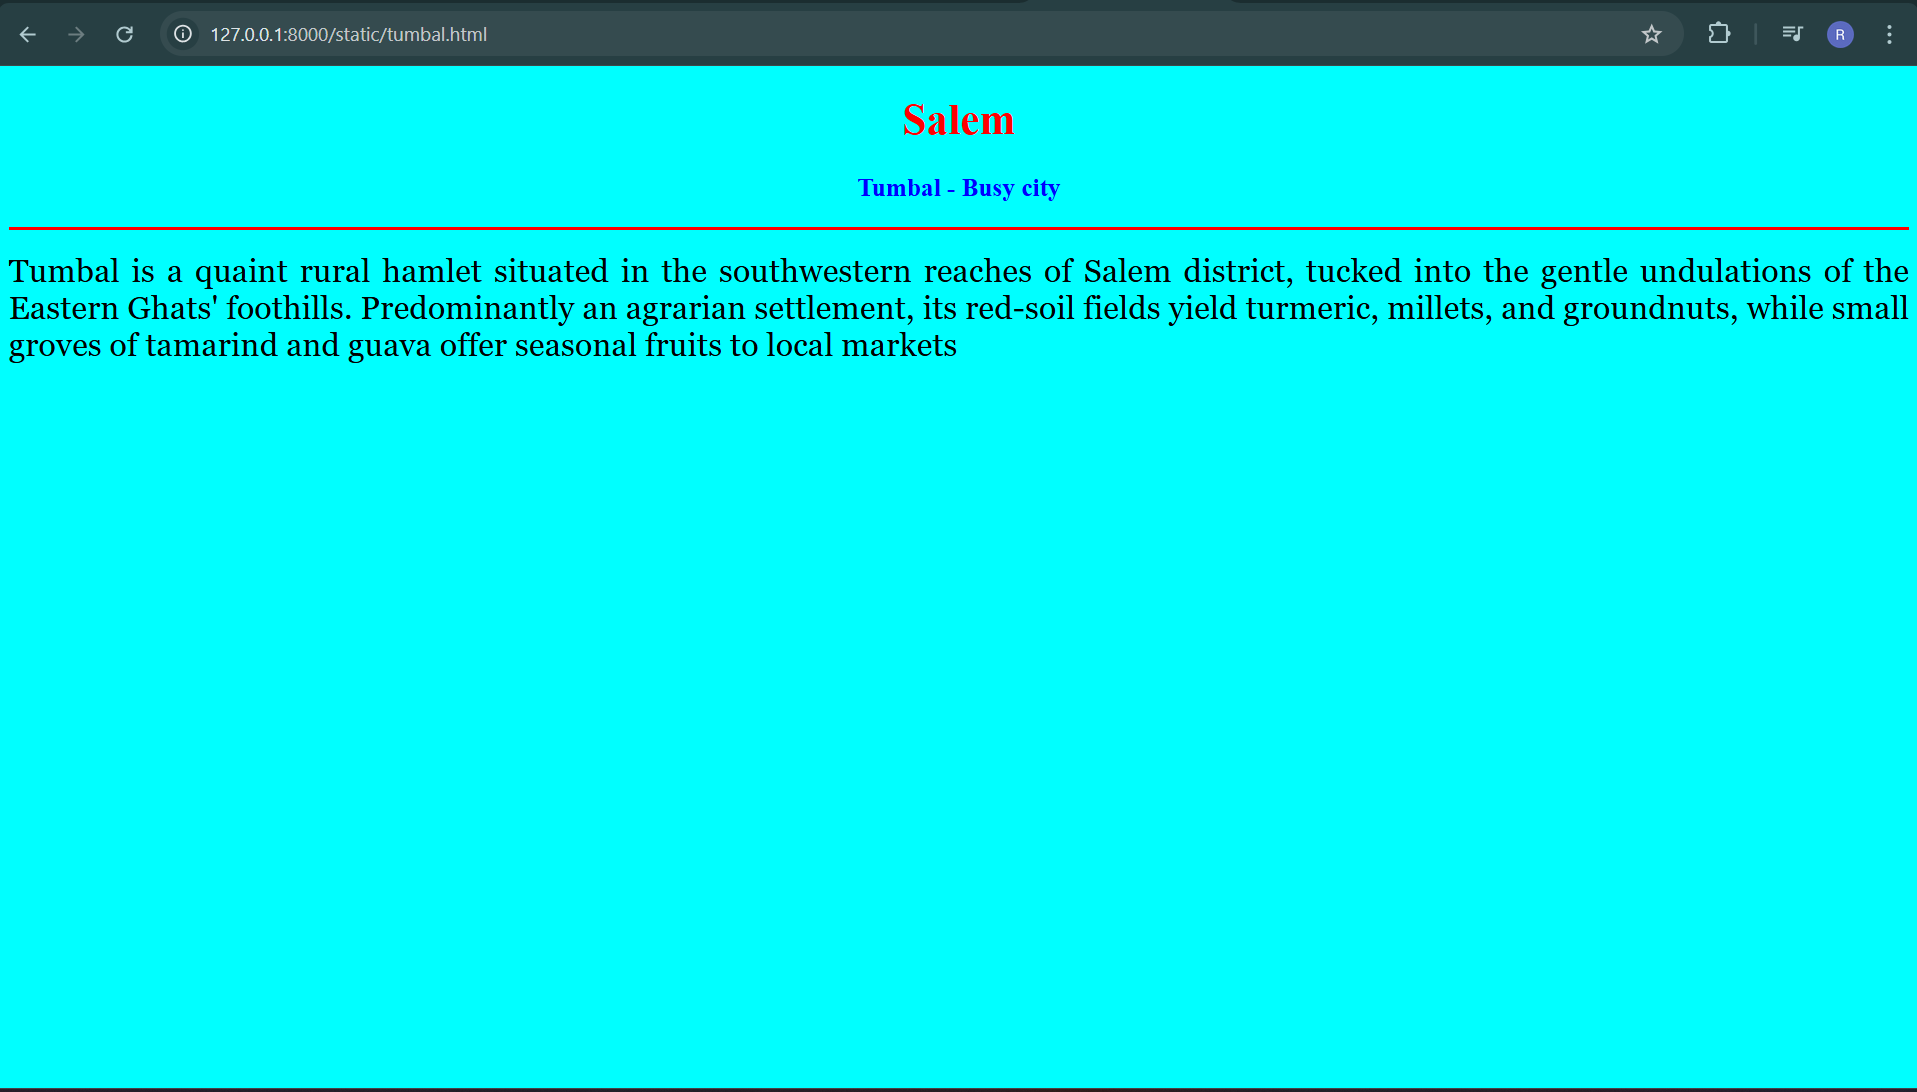 127.0.0.1:8000/static/tumbal.html
R
Salem
Tumbal - Busy city
Tumbal is a quaint rural hamlet situated in the southwestern reaches of Salem district, tucked into the gentle undulations of the
Eastern Ghats' foothills. Predominantly an agrarian settlement, its red-soil fields yield turmeric, millets, and groundnuts, while small
groves of tamarind and guava offer seasonal fruits to local markets